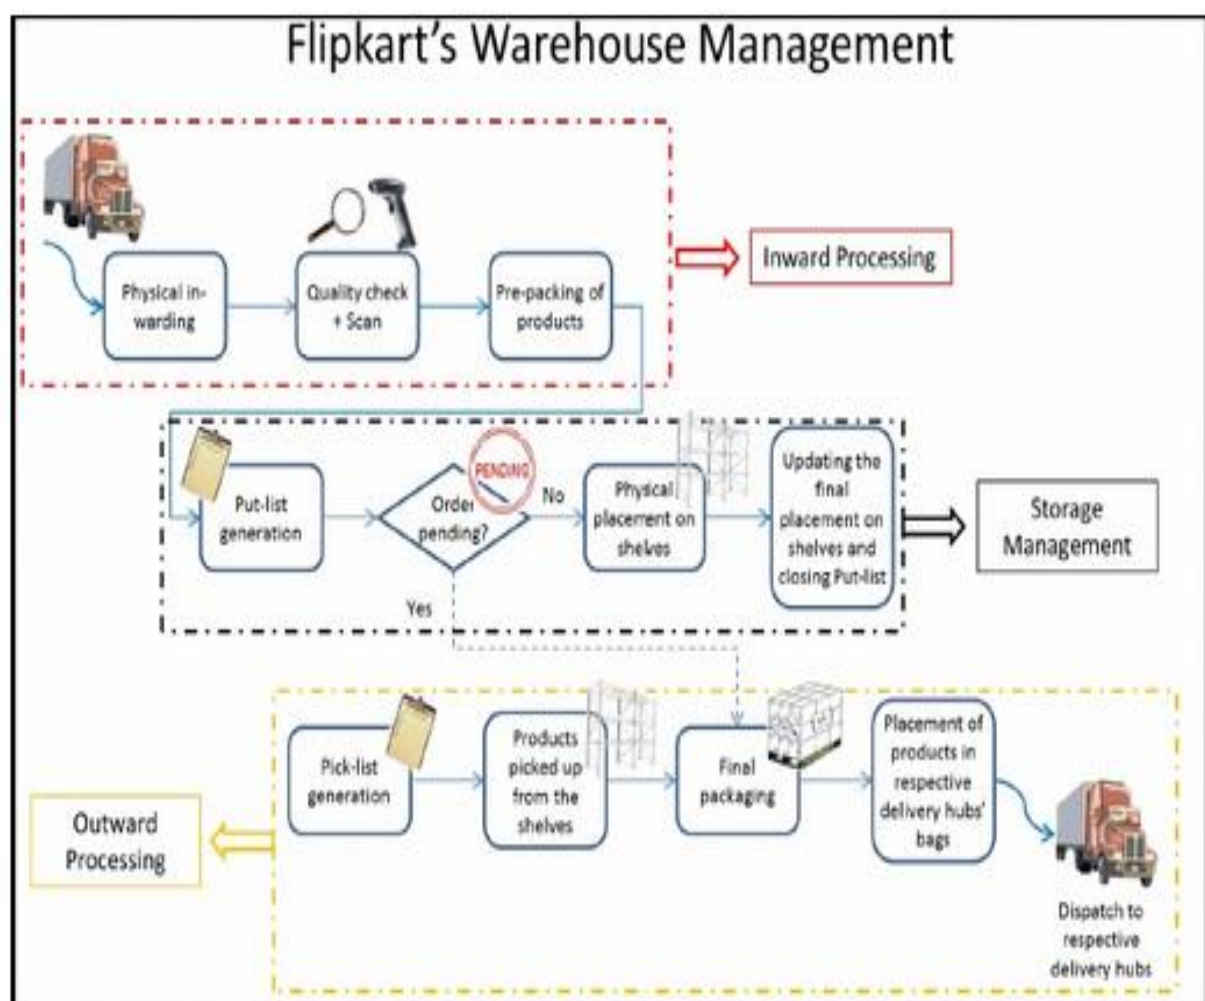 Flipkart's Warehouse Management
Physical in-
warding
Quality check
+ Scan
Pre-packing of
products
Inward Processing
Put-list
generation
Order
pending?
PENDING
No
Yes
Physical
placement on
shelves
Updating the
final
placement on
shelves and
closing Put-list
Storage
Management
Pick-list
generation
Products
picked up
from the
shelves
Final
packaging
Placement of
products in
respective
delivery hubs'
bags
Outward
Processing
Dispatch to
respective
delivery hubs